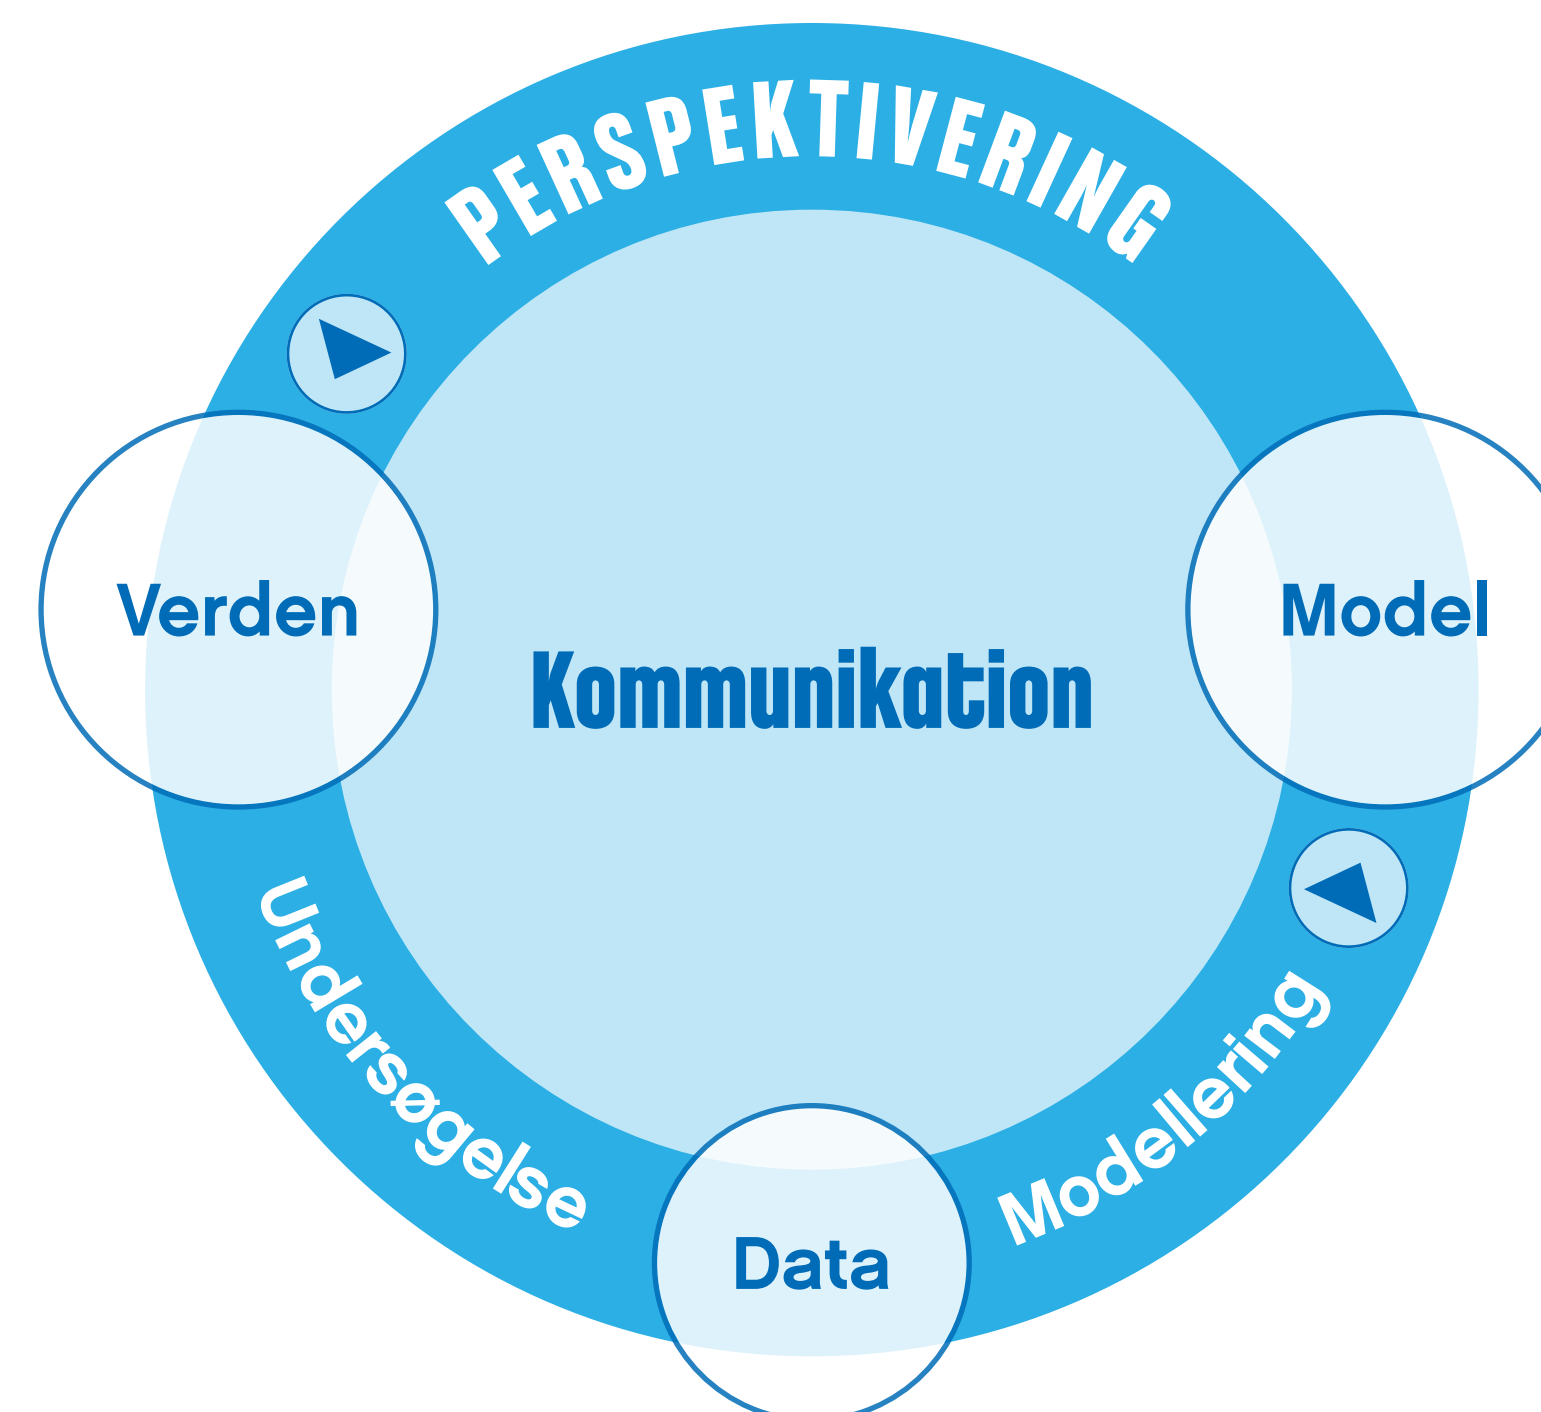 PERSPEKTIVERING
Verden
Model
Kommunikation
Undersøgelse
Modellering
Data